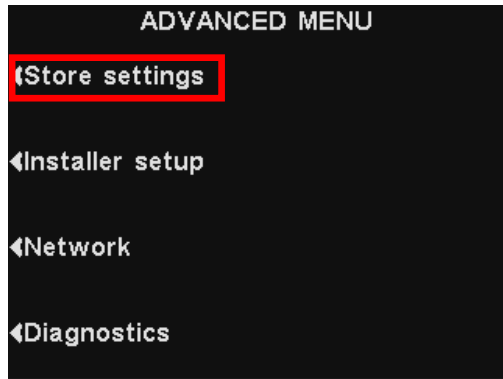 ADVANCED MENU
Store settings
Installer setup
Network
Diagnostics